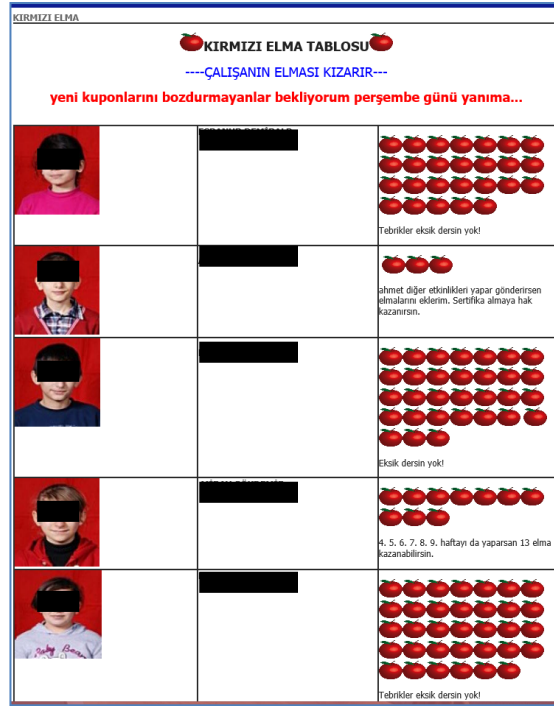 KIRMIZI ELMA
KIRMIZI ELMA TABLOSU
----ÇALIŞANIN ELMASI KIZARIR---
yeni kuponlarını bozdurmayanlar bekliyorum perşembe günü yanıma...
Tebrikler eksik dersin yok!
ahmet diğer etkinlikleri yapar gönderirsen
elmalarını eklerim. Sertifika almaya hak
kazanırsın.
Eksik dersin yok!
4. 5. 6. 7. 8. 9. haftayı da yaparsan 13 elma
kazanabilirsin.
Tebrikler eksik dersin yok!